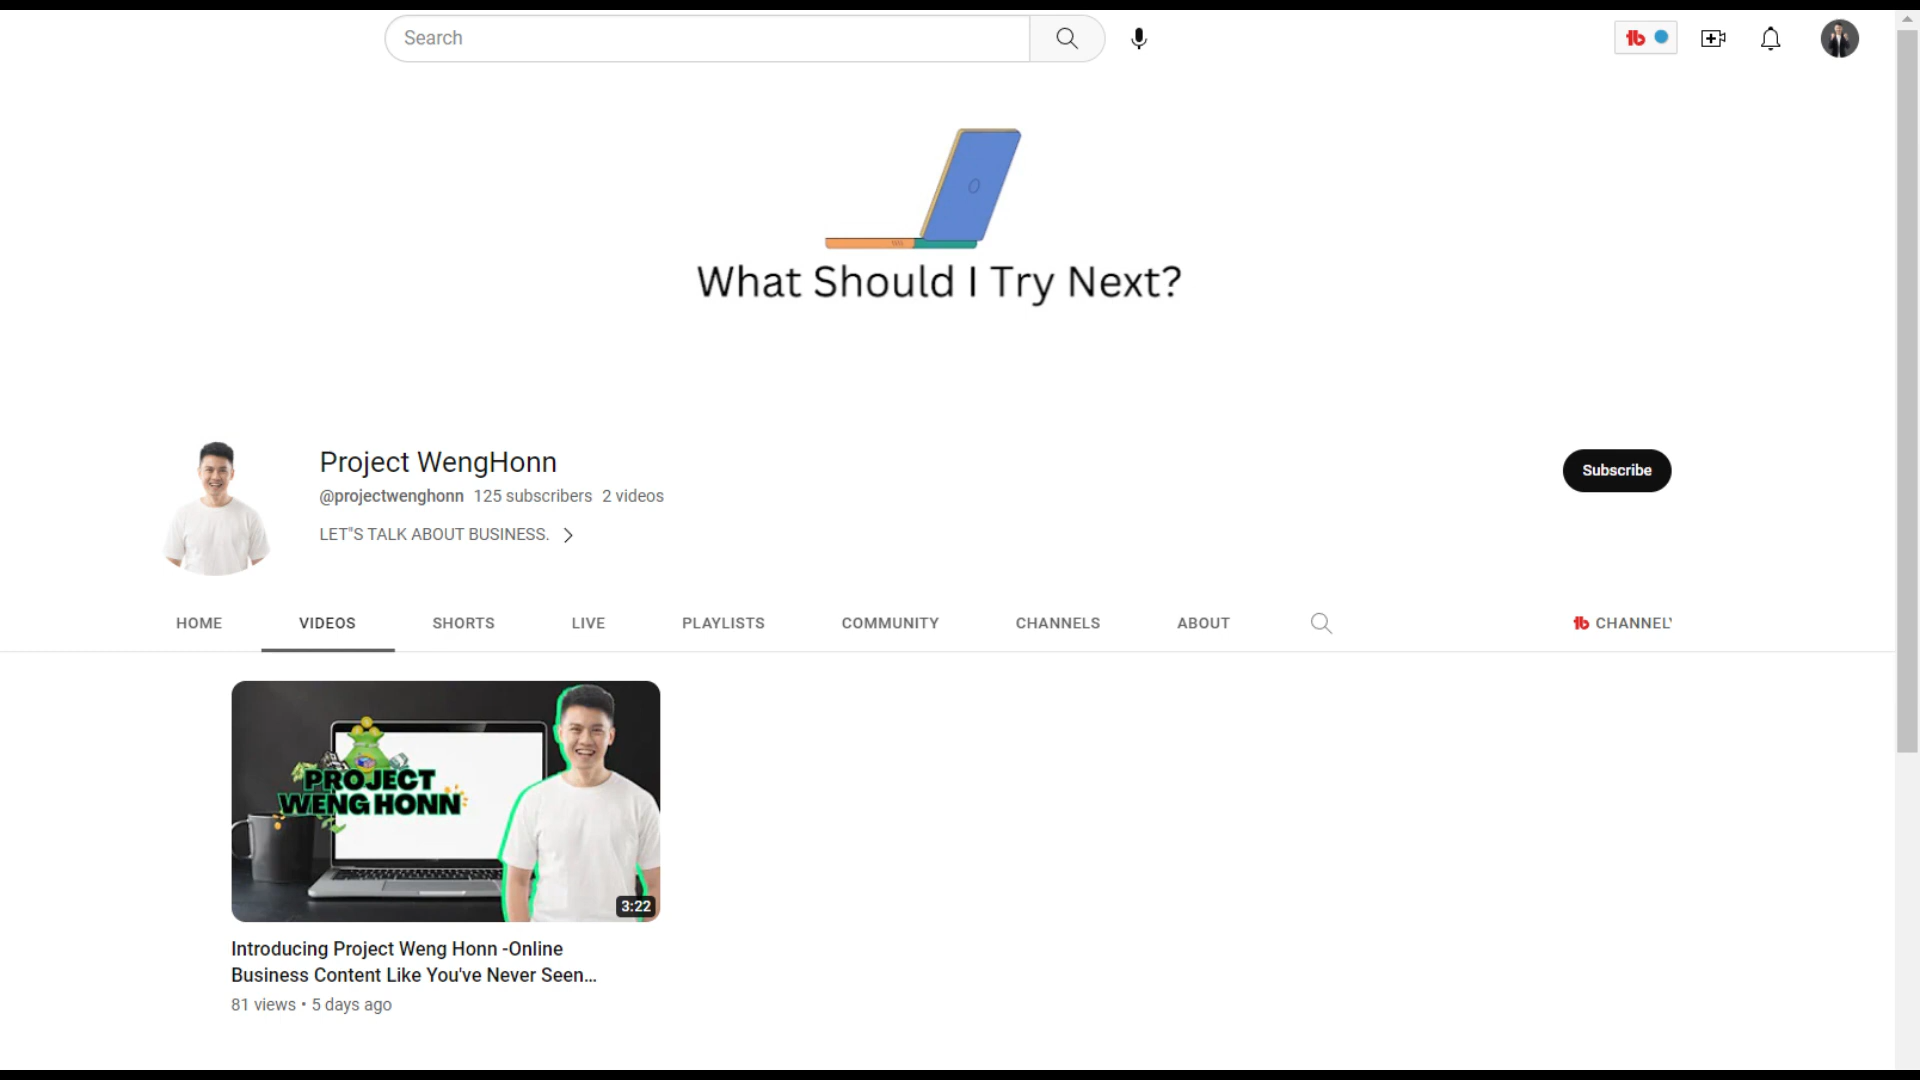 Search
What Should I Try Next?
Project WengHonn
@projectwenghonn 125 subscribers 2 videos
LET"S TALK ABOUT BUSINESS.
Subscribe
HOME VIDEOS SHORTS LIVE PLAYLISTS COMMUNITY CHANNELS ABOUT CHANNELY
PROJECT
WENG HONN
3:22
Introducing Project Weng Honn -Online
Business Content Like You've Never Seen...
81 views • 5 days ago